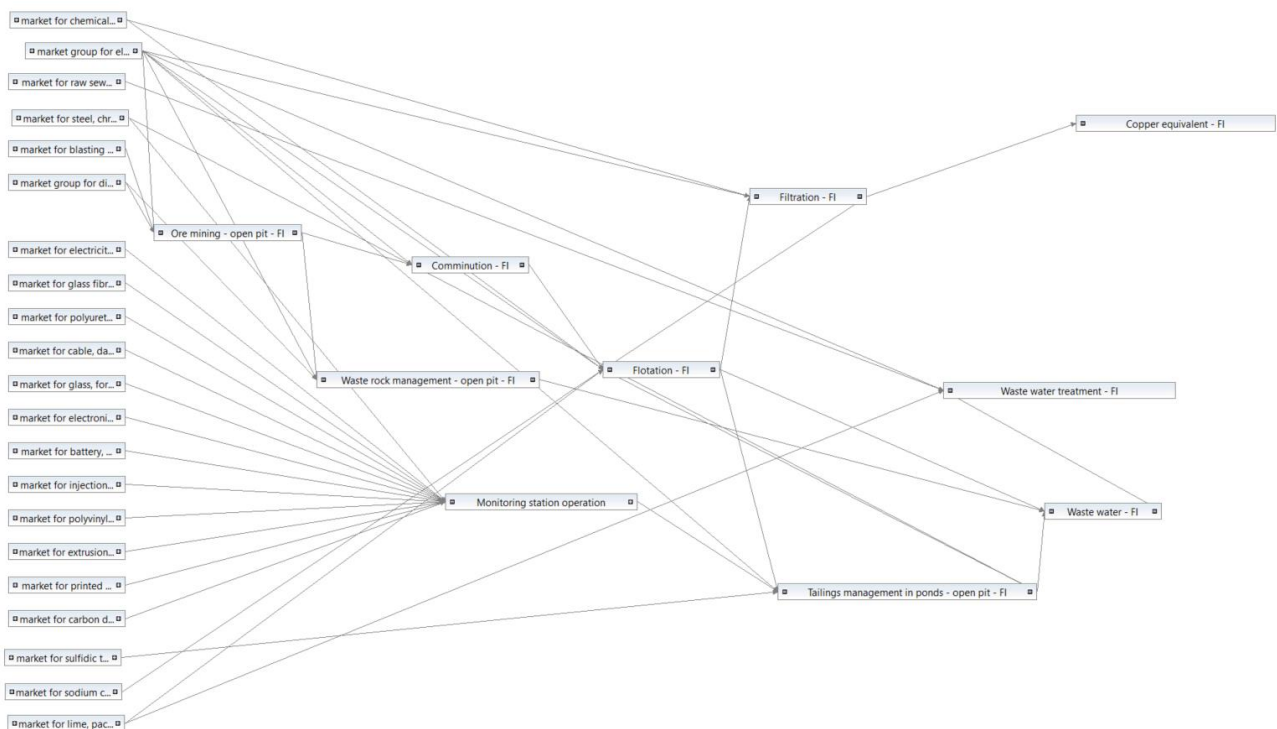 market for chemical...
market group for el...
market for raw sew...
market for steel, chr...
market for blasting ...
market group for di...
market for electricit...
market for glass fibr...
market for polyuret...
market for cable, da...
market for glass, for...
market for electroni...
market for battery, ...
market for injection...
market for polyvinyl...
market for extrusion...
market for printed ...
market for carbon d...
market for sulfidic t...
market for sodium c...
market for lime, pac...
Ore mining - open pit - FI
Waste rock management - open pit - FI
Comminution - FI
Monitoring station operation
Flotation - FI
Filtration - FI
Tailings management in ponds - open pit - FI
Copper equivalent - FI
Waste water treatment - FI
Waste water - FI